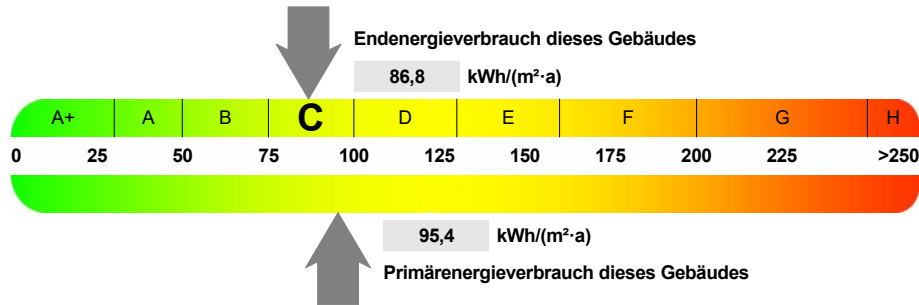 Endenergieverbrauch dieses Gebäudes
86,8 kWh/(m²·a)
A+ A B C D E F G H
0 25 50 75 100 125 150 175 200 225 >250
95,4 kWh/(m²·a)
Primärenergieverbrauch dieses Gebäudes